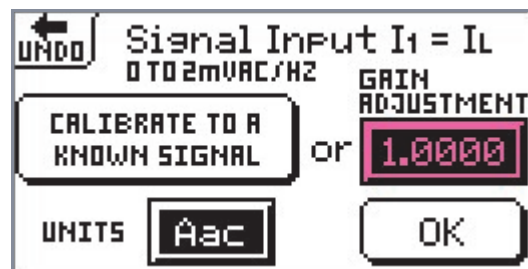 UNDO
Signal Input I1 = IL
0 TO 2mVAC/HZ
GAIN
ADJUSTMENT
CALIBRATE TO A
KNOWN SIGNAL
or
1.0000
UNITS
Aac
OK